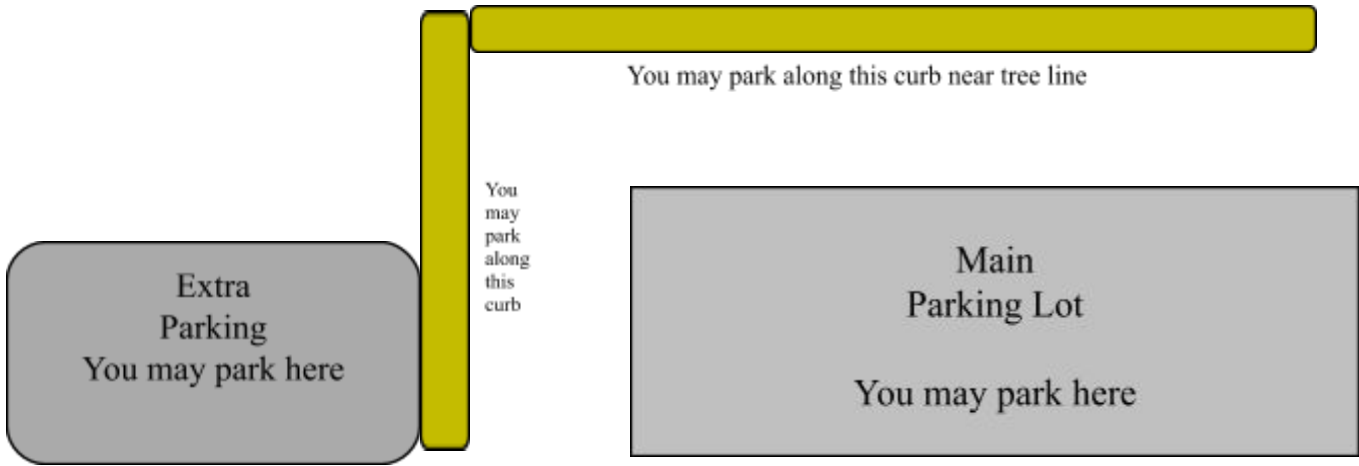 You may park along this curb near tree line
You
may
park
along
this
curb
Extra
Parking
You may park here
Main
Parking Lot
You may park here